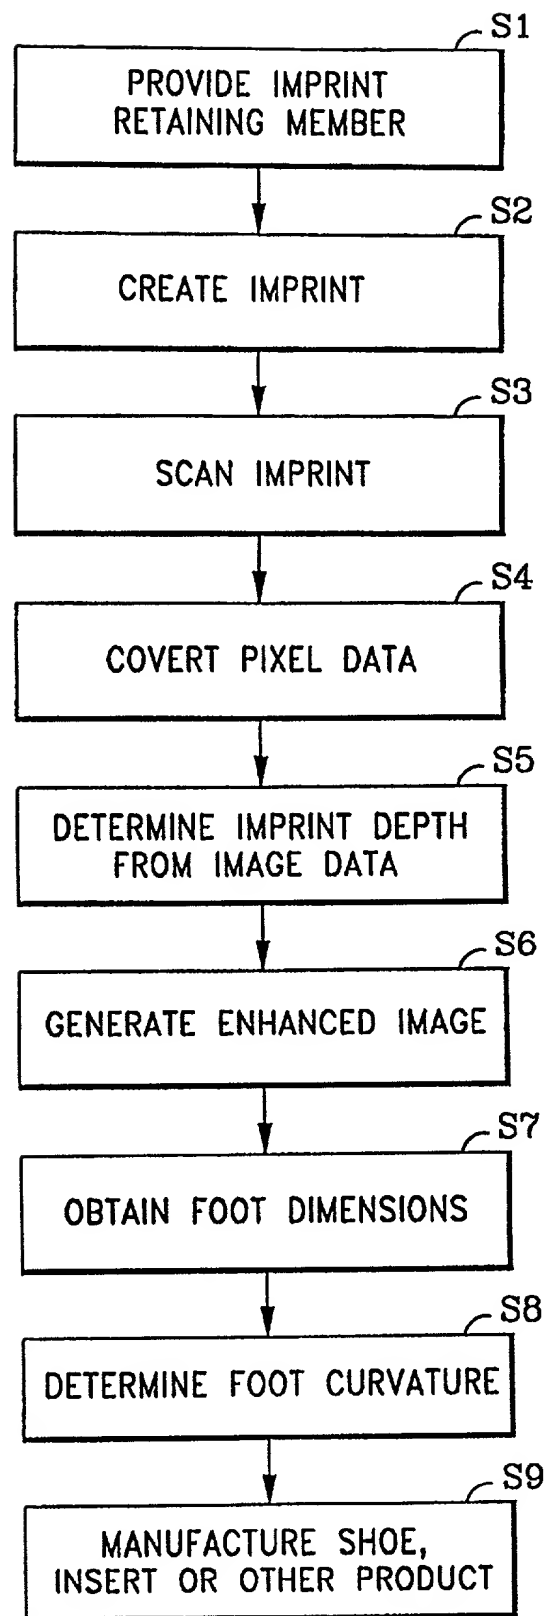 S1
PROVIDE IMPRINT
RETAINING MEMBER
S2
CREATE IMPRINT
S3
SCAN IMPRINT
S4
COVERT PIXEL DATA
S5
DETERMINE IMPRINT DEPTH
FROM IMAGE DATA
S6
GENERATE ENHANCED IMAGE
S7
OBTAIN FOOT DIMENSIONS
S8
DETERMINE FOOT CURVATURE
S9
MANUFACTURE SHOE,
INSERT OR OTHER PRODUCT